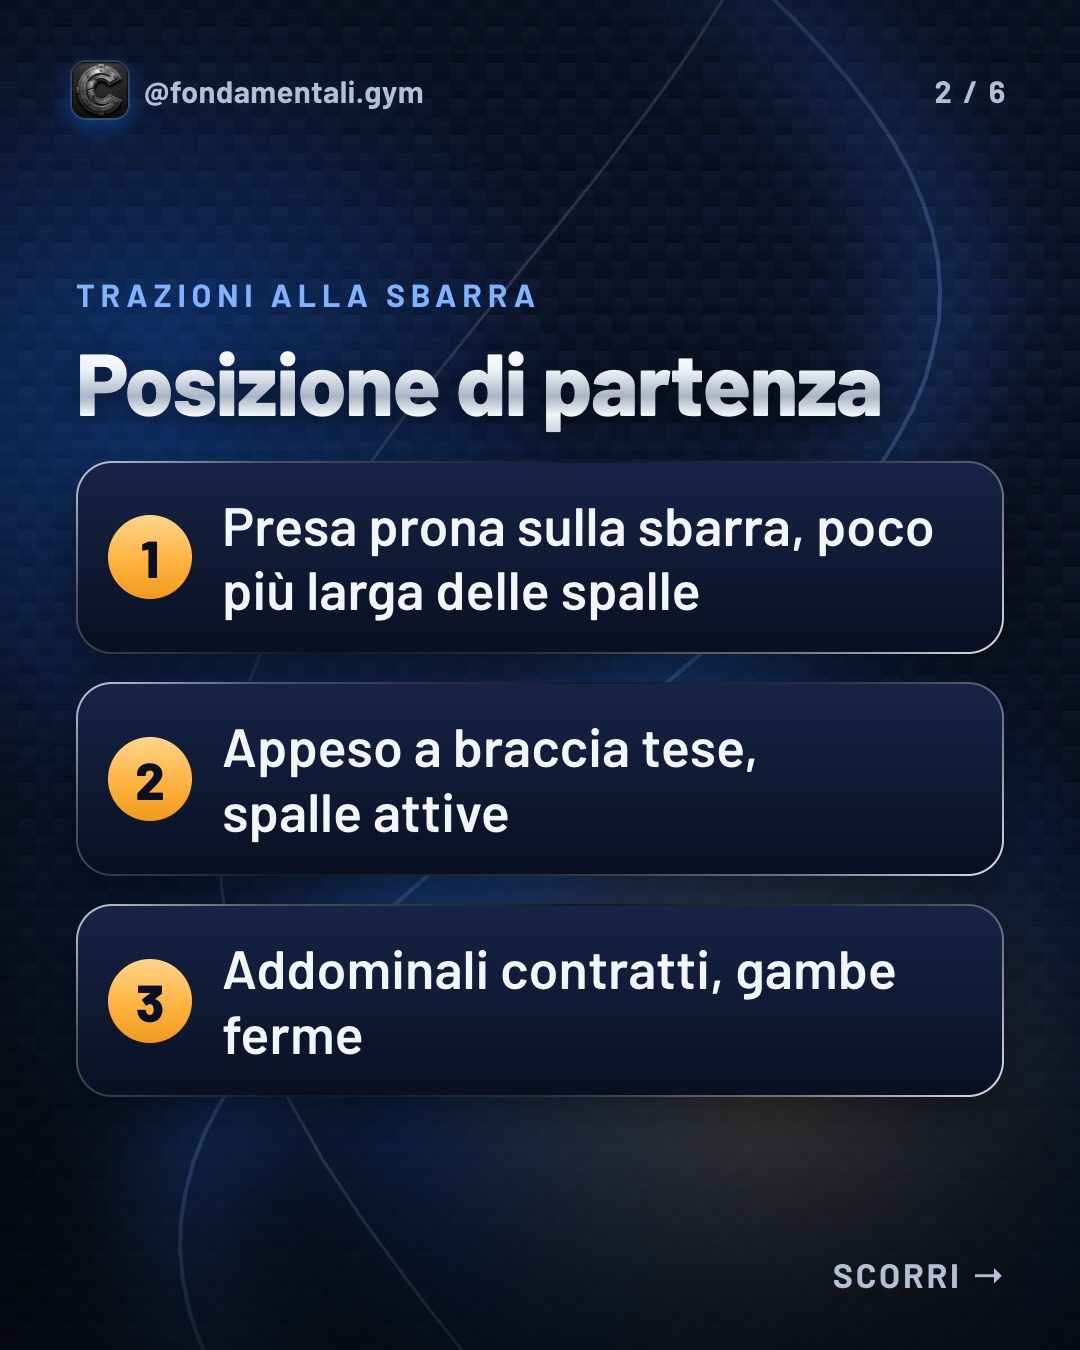 @fondamentali.gym
2 / 6
TRAZIONI ALLA SBARRA
Posizione di partenza
1
Presa prona sulla sbarra, poco
più larga delle spalle
2
Appeso a braccia tese,
spalle attive
3
Addominali contratti, gambe
ferme
SCORRI →